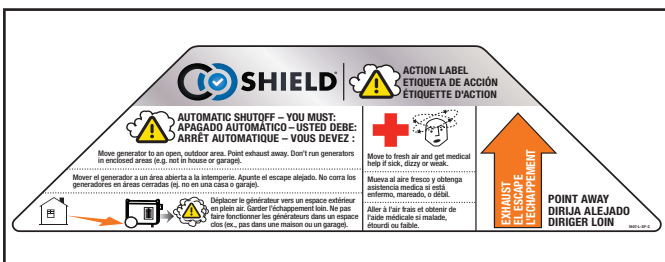 CO SHIELD®
ACTION LABEL
ETIQUETA DE ACCIÓN
ÉTIQUETTE D'ACTION
AUTOMATIC SHUTOFF – YOU MUST:
APAGADO AUTOMÁTICO – USTED DEBE:
ARRÊT AUTOMATIQUE – VOUS DEVEZ :
Move generator to an open, outdoor area. Point exhaust away. Don't run generators
in enclosed areas (e.g. not in house or garage).
Mover el generador a un área abierta a la intemperie. Apunte el escape alejado. No corra los
generadores en áreas cerradas (ej. no en una casa o garaje).
Déplacer le générateur vers un espace extérieur
en plein air. Garder l'échappement loin. Ne pas
faire fonctionner les générateurs dans un espace
clos (ex., pas dans une maison ou un garage).
Move to fresh air and get medical
help if sick, dizzy or weak.
Mueva al aire fresco y obtenga
asistencia medica si está
enfermo, mareado, o débil.
Aller à l'air frais et obtenir de
l'aide médicale si malade,
étourdi ou faible.
EXHAUST
EL ESCAPE
L'ÉCHAPPEMENT
POINT AWAY
DIRIJA ALEJADO
DIRIGER LOIN